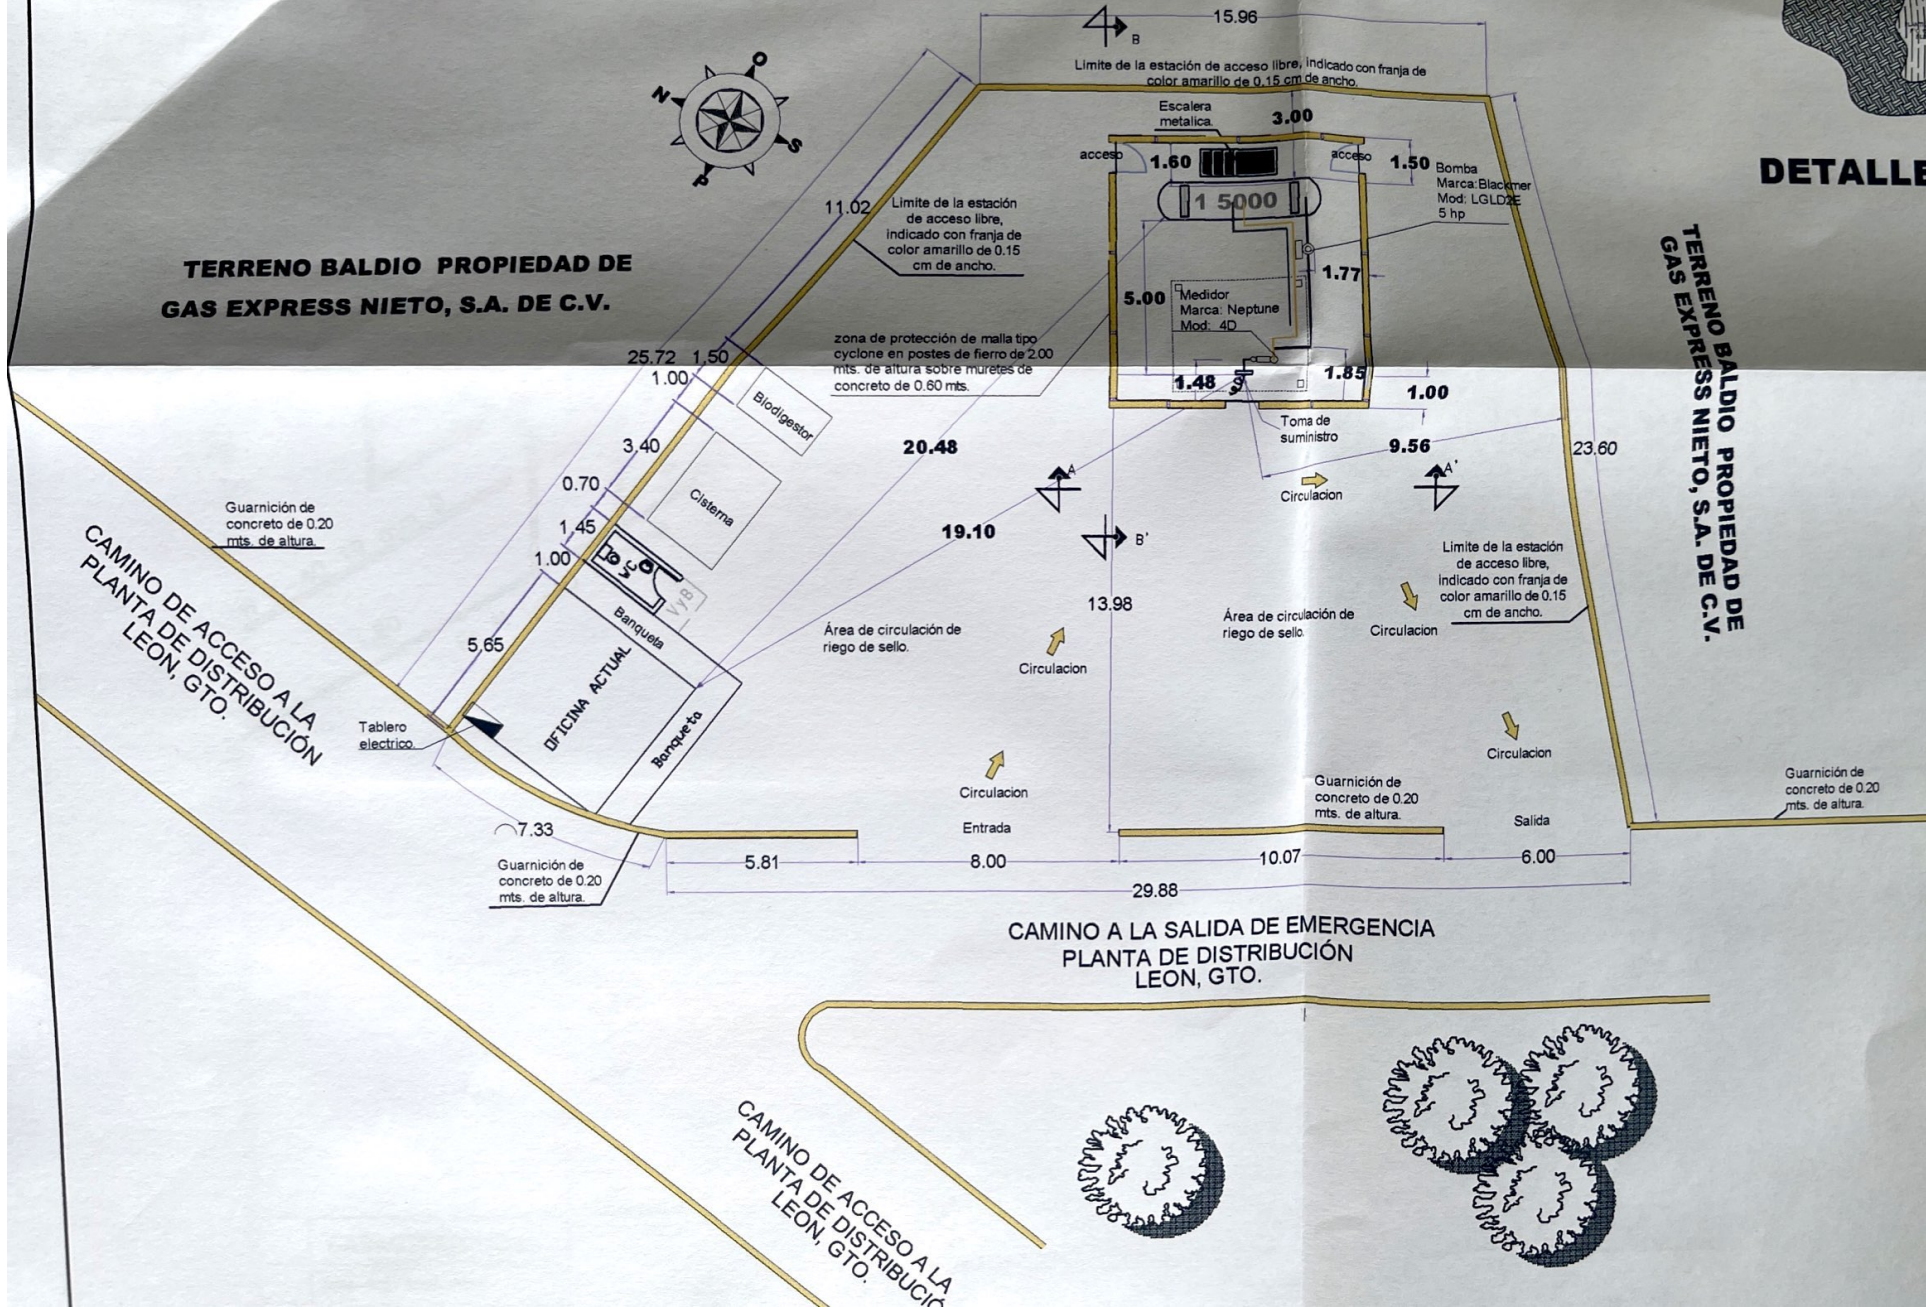 15.96
B
Limite de la estación de acceso libre, indicado con franja de
color amarillo de 0.15 cm de ancho.
O
N
S
P
Escalera
metalica.
3.00
acceso
1.60
acceso
1.50
Bomba
Marca:Blackmer
Mod: LGLD2E
5 hp
1 5000
DETALLE
11.02
Limite de la estación
de acceso libre,
indicado con franja de
color amarillo de 0.15
cm de ancho.
TERRENO BALDIO PROPIEDAD DE
GAS EXPRESS NIETO, S.A. DE C.V.
TERRENO BALDIO PROPIEDAD DE
GAS EXPRESS NIETO, S.A. DE C.V.
1.77
5.00
Medidor
Marca: Neptune
Mod: 4D
zona de protección de malla tipo
cyclone en postes de fierro de 2.00
mts. de altura sobre muretes de
concreto de 0.60 mts.
25.72
1.50
1.00
1.48
1.85
1.00
Biodigestor
Toma de
suministro
3.40
20.48
9.56
23.60
0.70
Cisterna
A
A'
Circulacion
Guarnición de
concreto de 0.20
mts. de altura.
1.45
19.10
B'
1.00
CAMINO DE ACCESO A LA
PLANTA DE DISTRIBUCIÓN
LEON, GTO.
VyB
Banqueta
13.98
Limite de la estación
de acceso libre,
indicado con franja de
color amarillo de 0.15
cm de ancho.
5.65
Área de circulación de
riego de sello.
Área de circulación de
riego de sello.
Circulacion
Circulacion
OFICINA ACTUAL
Banqueta
Tablero
electrico.
Circulacion
Circulacion
Guarnición de
concreto de 0.20
mts. de altura.
Guarnición de
concreto de 0.20
mts. de altura.
7.33
Entrada
Salida
Guarnición de
concreto de 0.20
mts. de altura.
5.81
8.00
10.07
6.00
29.88
CAMINO A LA SALIDA DE EMERGENCIA
PLANTA DE DISTRIBUCIÓN
LEON, GTO.
CAMINO DE ACCESO A LA
PLANTA DE DISTRIBUCIÓ
LEON, GTO.